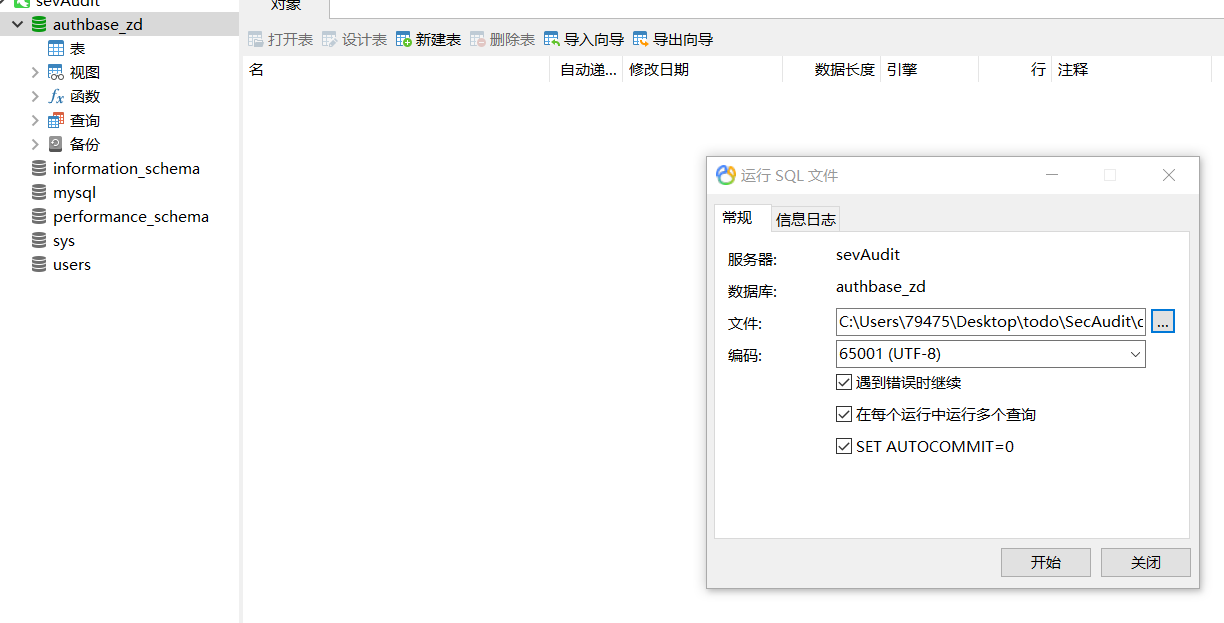 sevAudit
authbase_zd
表
视图
函数
查询
备份
information_schema
mysql
performance_schema
sys
users
对象
打开表 设计表 新建表 删除表 导入向导 导出向导
名 自动递... 修改日期 数据长度 引擎 行 注释
运行 SQL 文件
常规 信息日志
服务器: sevAudit
数据库: authbase_zd
文件: C:\Users\79475\Desktop\todo\SecAudit\c ...
编码: 65001 (UTF-8)
遇到错误时继续
在每个运行中运行多个查询
SET AUTOCOMMIT=0
开始 关闭